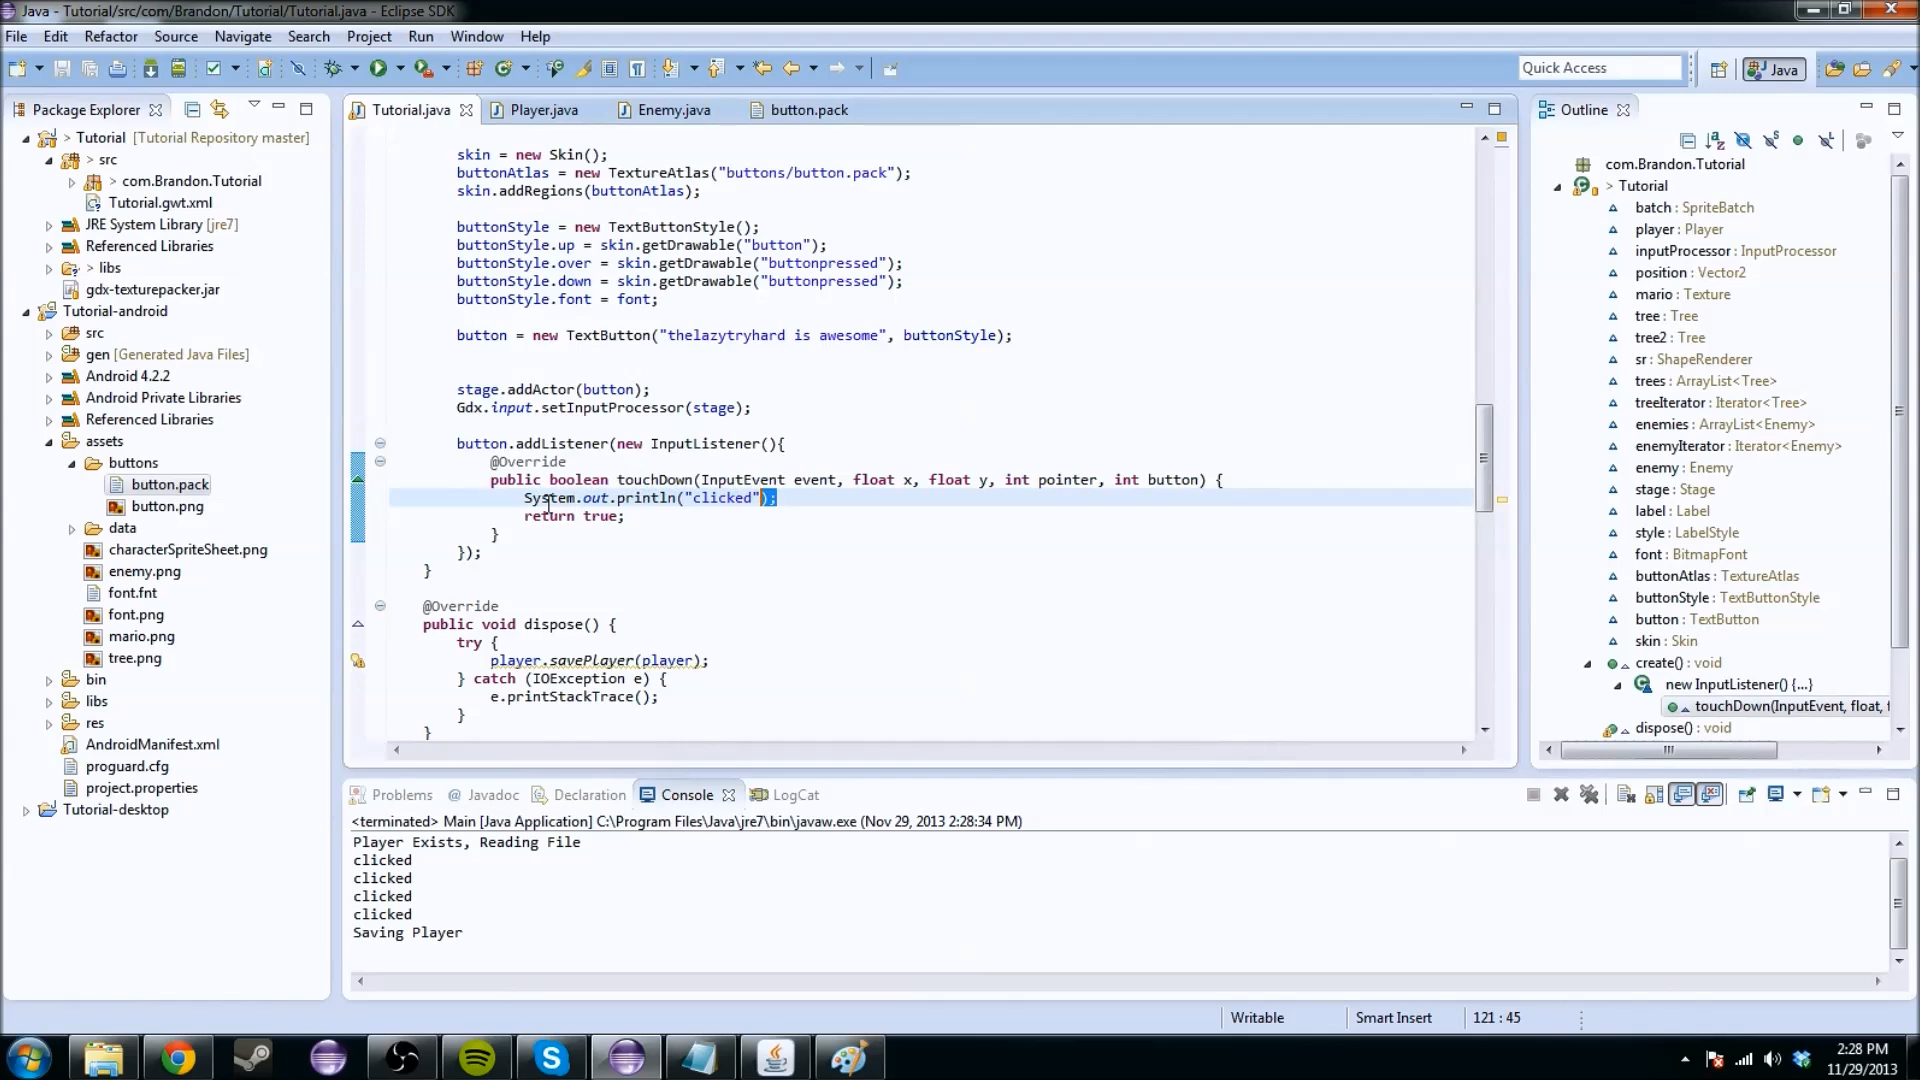 Java - Tutorial/src/com/Brandon/Tutorial/Tutorial.java - Eclipse SDK
File Edit Refactor Source Navigate Search Project Run Window Help
Quick Access
Java
Package Explorer
> Tutorial [Tutorial Repository master]
> src
> com.Brandon.Tutorial
Tutorial.gwt.xml
JRE System Library [jre7]
Referenced Libraries
> libs
gdx-texturepacker.jar
Tutorial-android
src
gen [Generated Java Files]
Android 4.2.2
Android Private Libraries
Referenced Libraries
assets
buttons
button.pack
button.png
data
characterSpriteSheet.png
enemy.png
font.fnt
font.png
mario.png
tree.png
bin
libs
res
AndroidManifest.xml
proguard.cfg
project.properties
Tutorial-desktop
Tutorial.java Player.java Enemy.java button.pack
skin = new Skin();
buttonAtlas = new TextureAtlas("buttons/button.pack");
skin.addRegions(buttonAtlas);
buttonStyle = new TextButtonStyle();
buttonStyle.up = skin.getDrawable("button");
buttonStyle.over = skin.getDrawable("buttonpressed");
buttonStyle.down = skin.getDrawable("buttonpressed");
buttonStyle.font = font;
button = new TextButton("thelazytryhard is awesome", buttonStyle);
stage.addActor(button);
Gdx.input.setInputProcessor(stage);
button.addListener(new InputListener(){
@Override
public boolean touchDown(InputEvent event, float x, float y, int pointer, int button) {
System.out.println("clicked");
return true;
}
});
}
@Override
public void dispose() {
try {
player.savePlayer(player);
} catch (IOException e) {
e.printStackTrace();
}
}
Outline
com.Brandon.Tutorial
> Tutorial
batch : SpriteBatch
player : Player
inputProcessor : InputProcessor
position : Vector2
mario : Texture
tree : Tree
tree2 : Tree
sr : ShapeRenderer
trees : ArrayList<Tree>
treeIterator : Iterator<Tree>
enemies : ArrayList<Enemy>
enemyIterator : Iterator<Enemy>
enemy : Enemy
stage : Stage
label : Label
style : LabelStyle
font : BitmapFont
buttonAtlas : TextureAtlas
buttonStyle : TextButtonStyle
button : TextButton
skin : Skin
create() : void
new InputListener() {...}
touchDown(InputEvent, float, f
dispose() : void
Problems @ Javadoc Declaration Console LogCat
<terminated> Main [Java Application] C:\Program Files\Java\jre7\bin\javaw.exe (Nov 29, 2013 2:28:34 PM)
Player Exists, Reading File
clicked
clicked
clicked
clicked
Saving Player
Writable Smart Insert 121 : 45
2:28 PM
11/29/2013